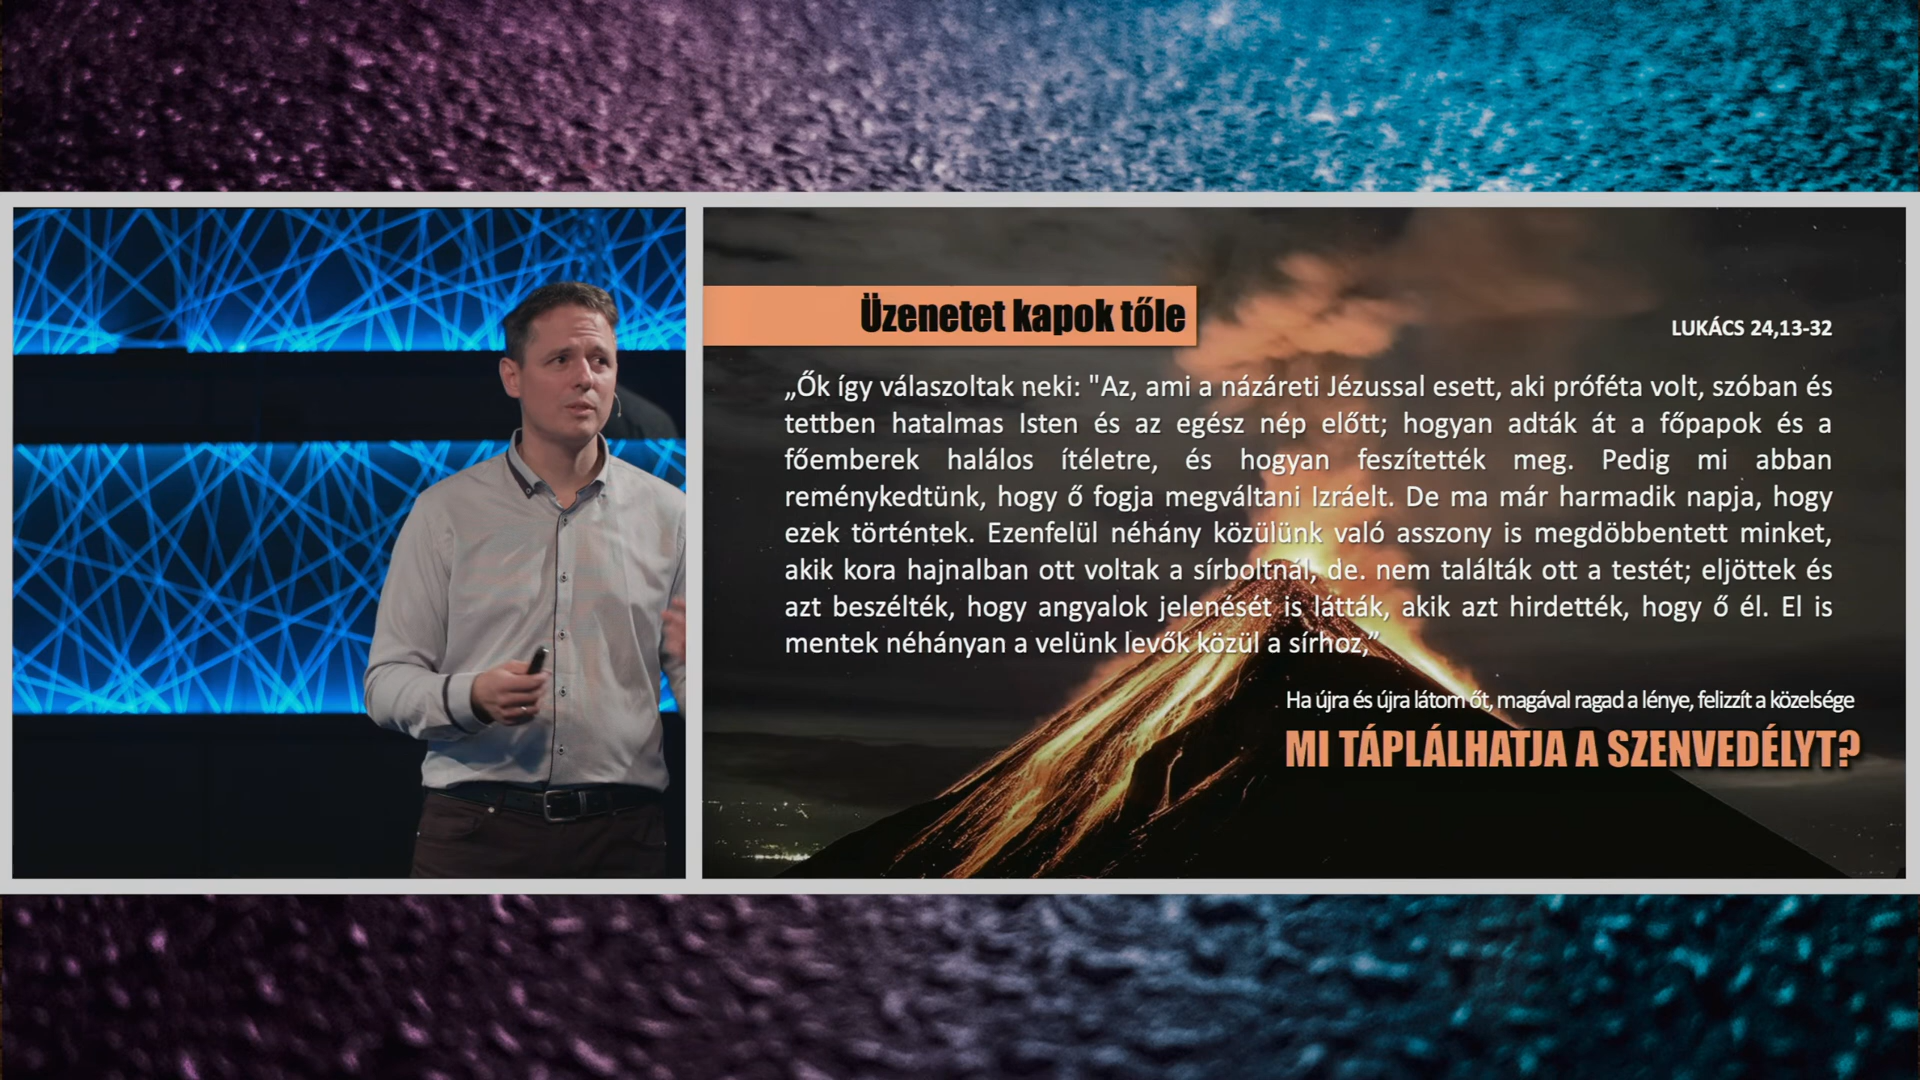 Üzenetet kapok tőle
LUKÁCS 24,13-32
„Ők így válaszoltak neki: "Az, ami a názáreti Jézussal esett, aki próféta volt, szóban és
tettben hatalmas Isten és az egész nép előtt; hogyan adták át a főpapok és a
főemberek halálos ítéletre, és hogyan feszítették meg. Pedig mi abban
reménykedtünk, hogy ő fogja megváltani Izráelt. De ma már harmadik napja, hogy
ezek történtek. Ezenfelül néhány közülünk való asszony is megdöbbentett minket,
akik kora hajnalban ott voltak a sírboltnál, de. nem találták ott a testét; eljöttek és
azt beszélték, hogy angyalok jelenését is látták, akik azt hirdették, hogy ő él. El is
mentek néhányan a velünk levők közül a sírhoz,”
Ha újra és újra látom őt, magával ragad a lénye, felizzít a közelsége
MI TÁPLÁLHATJA A SZENVEDÉLYT?